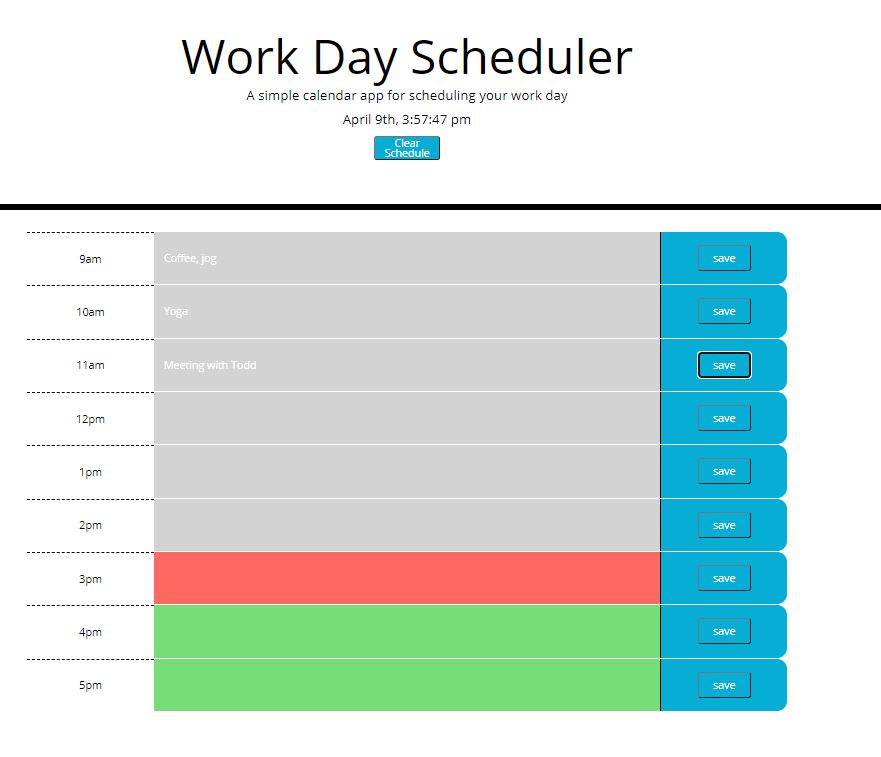 Work Day Scheduler
A simple calendar app for scheduling your work day
April 9th, 3:57:47 pm
Clear
Schedule
9am Coffee, jog save
10am Yoga save
11am Meeting with Todd save
12pm save
1pm save
2pm save
3pm save
4pm save
5pm save